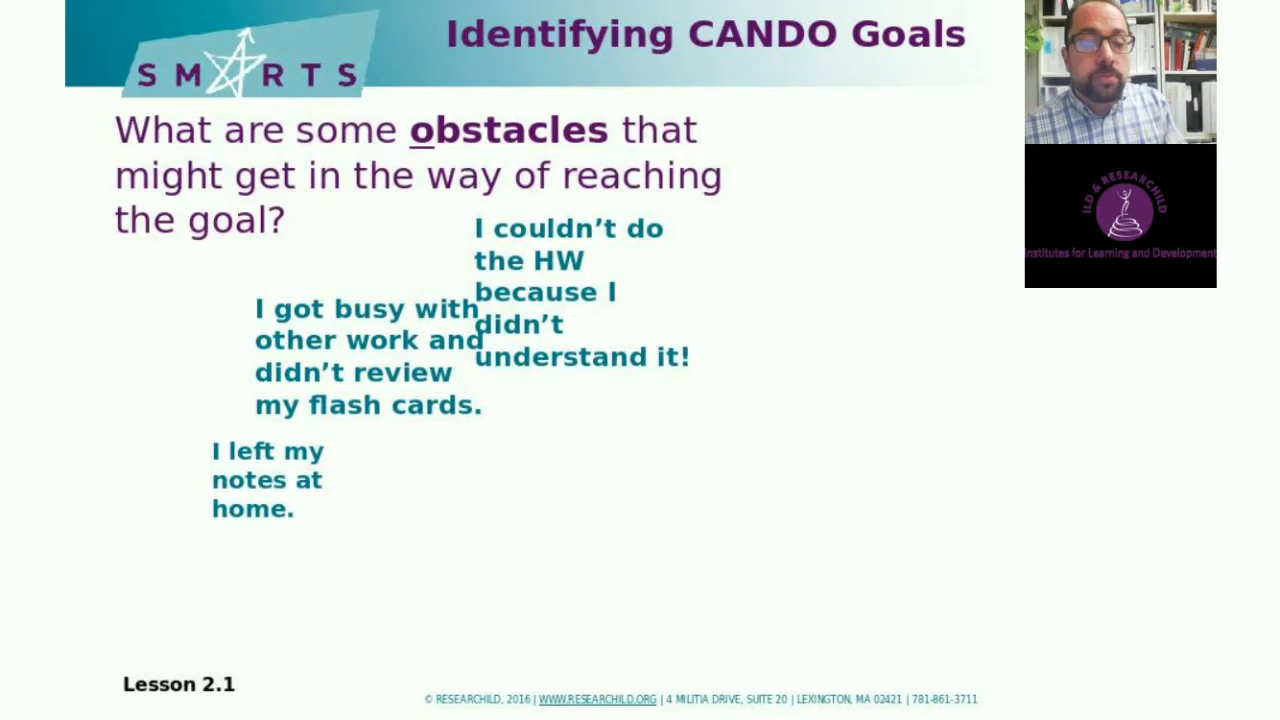 Identifying CANDO Goals
S M A R T S
What are some obstacles that
might get in the way of reaching
the goal?
I couldn’t do
the HW
because I
didn’t
understand it!
I got busy with
other work and
didn’t review
my flash cards.
I left my
notes at
home.
Lesson 2.1
© RESEARCHILD, 2016 | WWW.RESEARCHILD.ORG | 4 MILITIA DRIVE, SUITE 20 | LEXINGTON, MA 02421 | 781-861-3711
ILD & RESEARCHILD
Institutes for Learning and Development